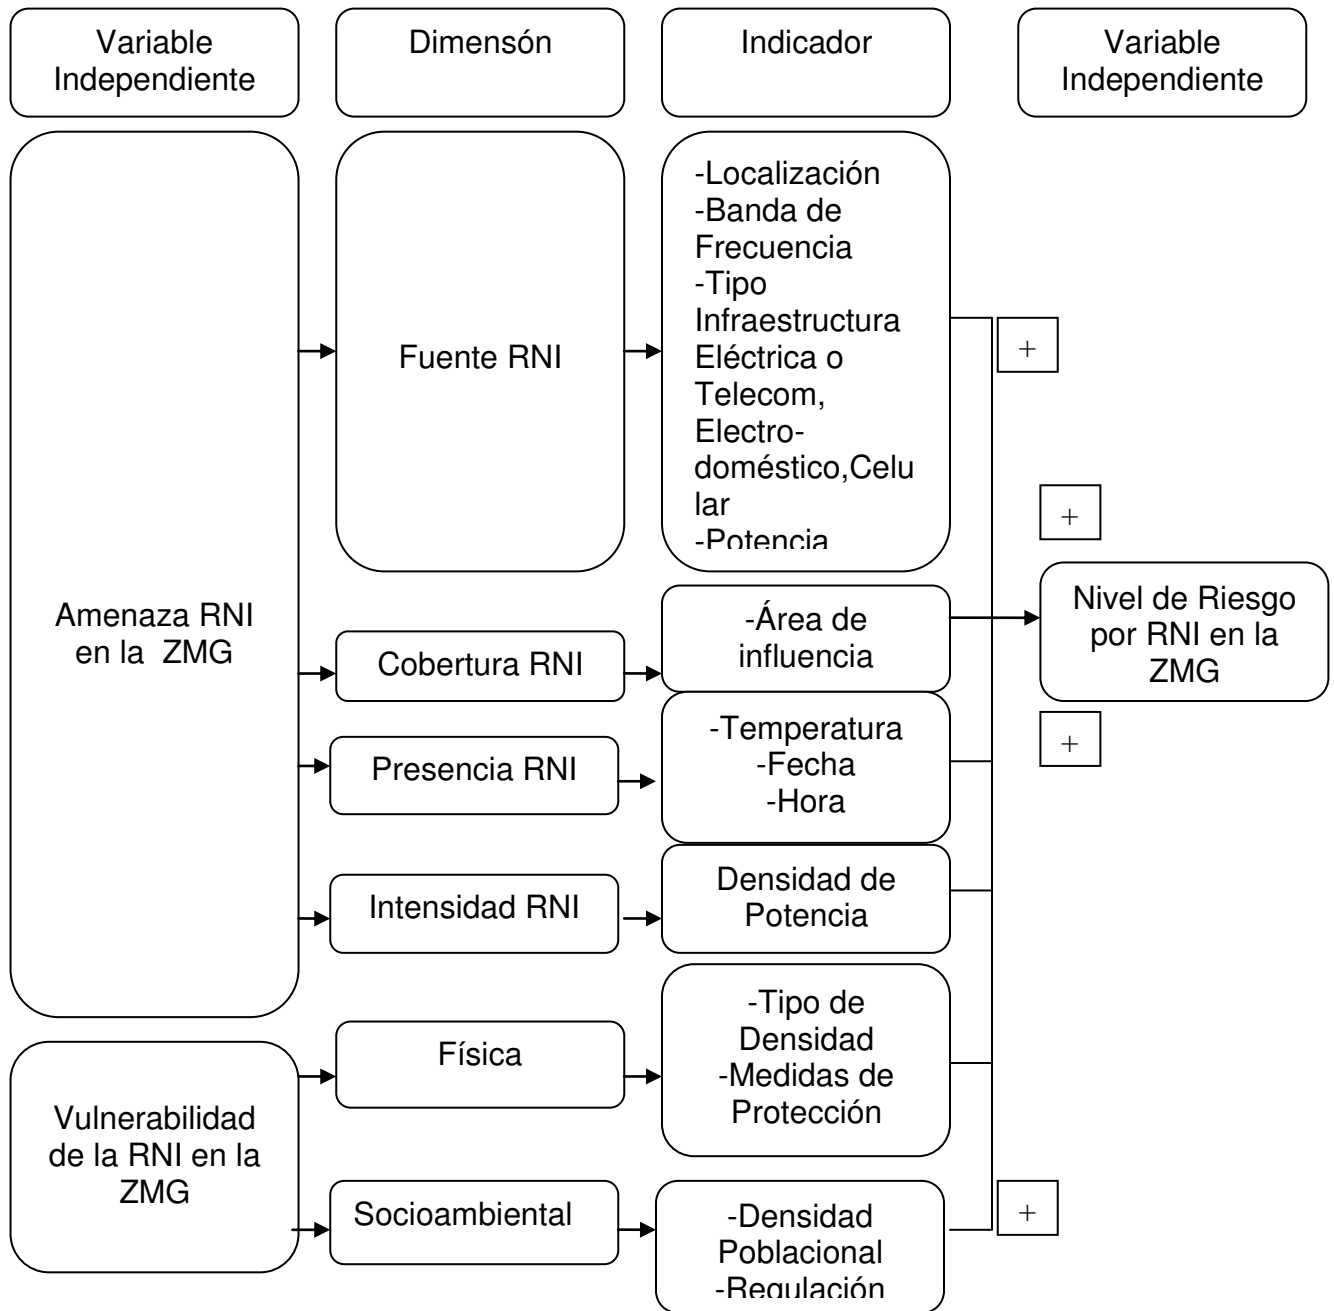 Variable
Independiente
Dimensón
Indicador
Variable
Independiente
Amenaza RNI
en la  ZMG
Fuente RNI
-Localización
-Banda de
Frecuencia
-Tipo
Infraestructura
Eléctrica o
Telecom,
Electro-
doméstico,Celu
lar
-Potencia
+
+
Cobertura RNI
-Área de
influencia
Nivel de Riesgo
por RNI en la
ZMG
+
Presencia RNI
-Temperatura
-Fecha
-Hora
Intensidad RNI
Densidad de
Potencia
Vulnerabilidad
de la RNI en la
ZMG
Física
-Tipo de
Densidad
-Medidas de
Protección
Socioambiental
-Densidad
Poblacional
-Regulación
+